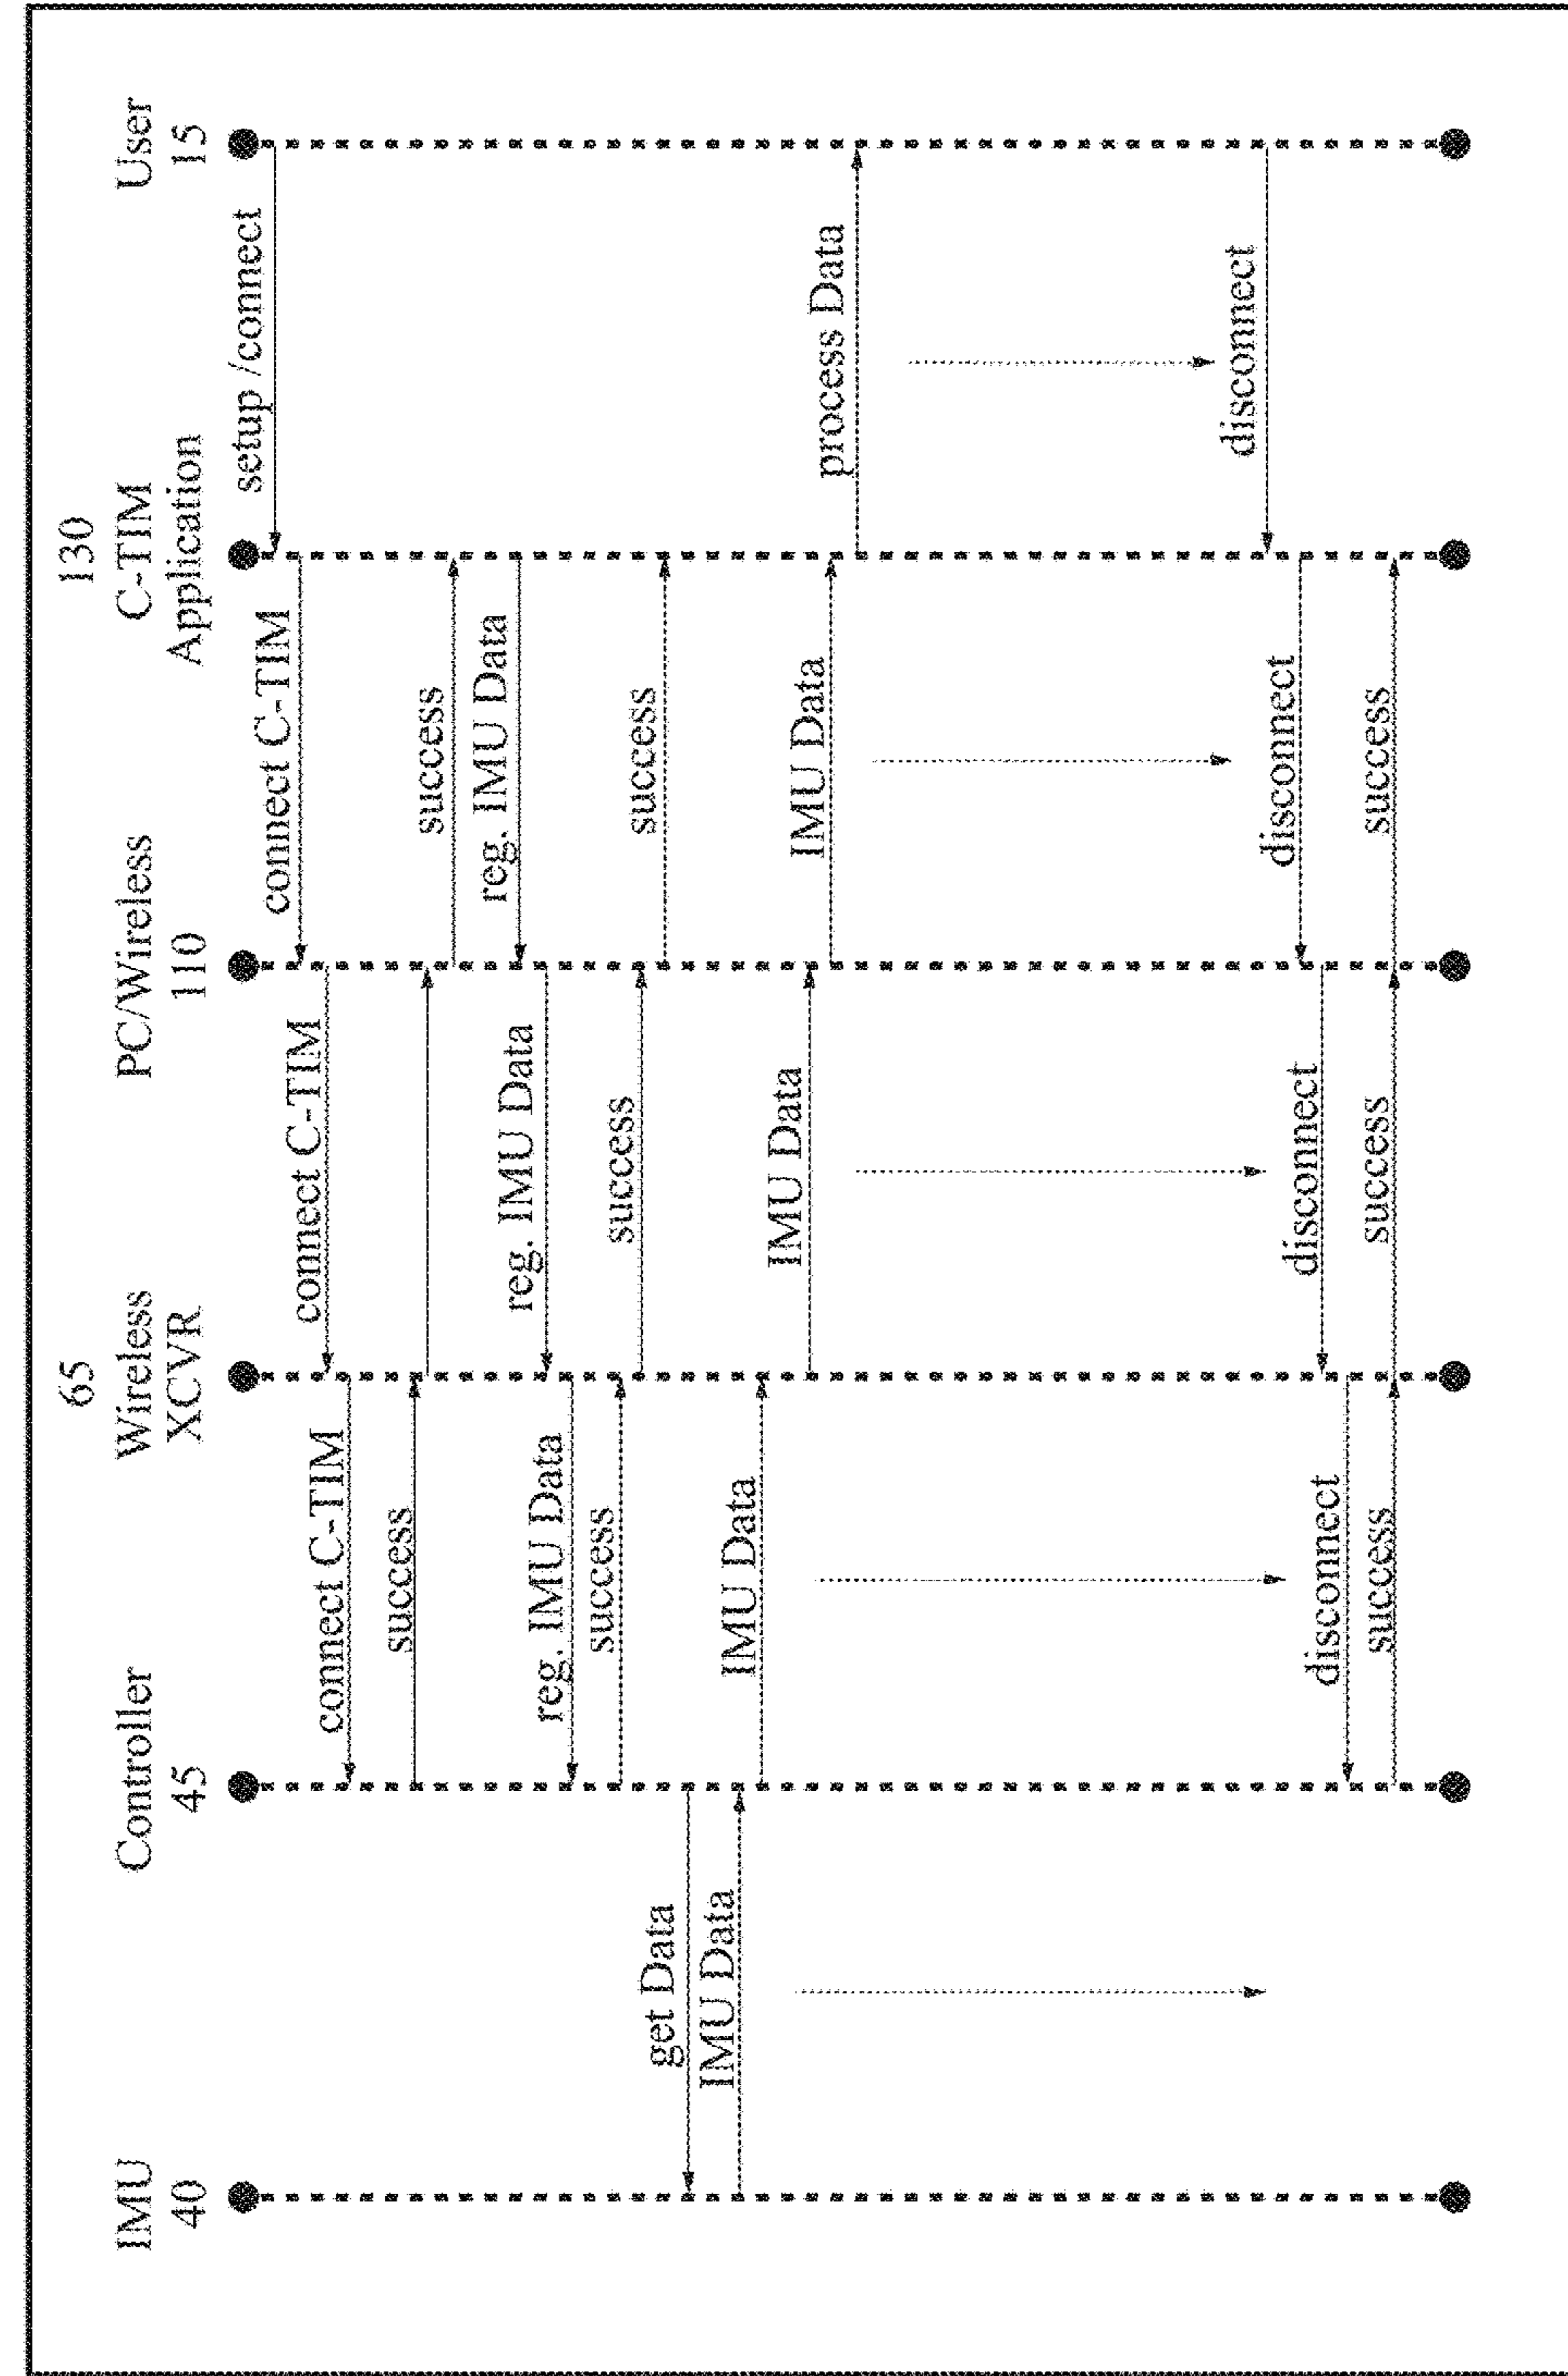 IMU
40
Controller
45
65
Wireless
XCVR
PC/Wireless
110
130
C-TIM
Application
User
15
setup /connect
connect C-TIM
connect C-TIM
connect C-TIM
success
success
reg. IMU Data
reg. IMU Data
reg. IMU Data
success
success
success
get Data
IMU Data
IMU Data
IMU Data
IMU Data
process Data
disconnect
disconnect
disconnect
disconnect
success
success
success